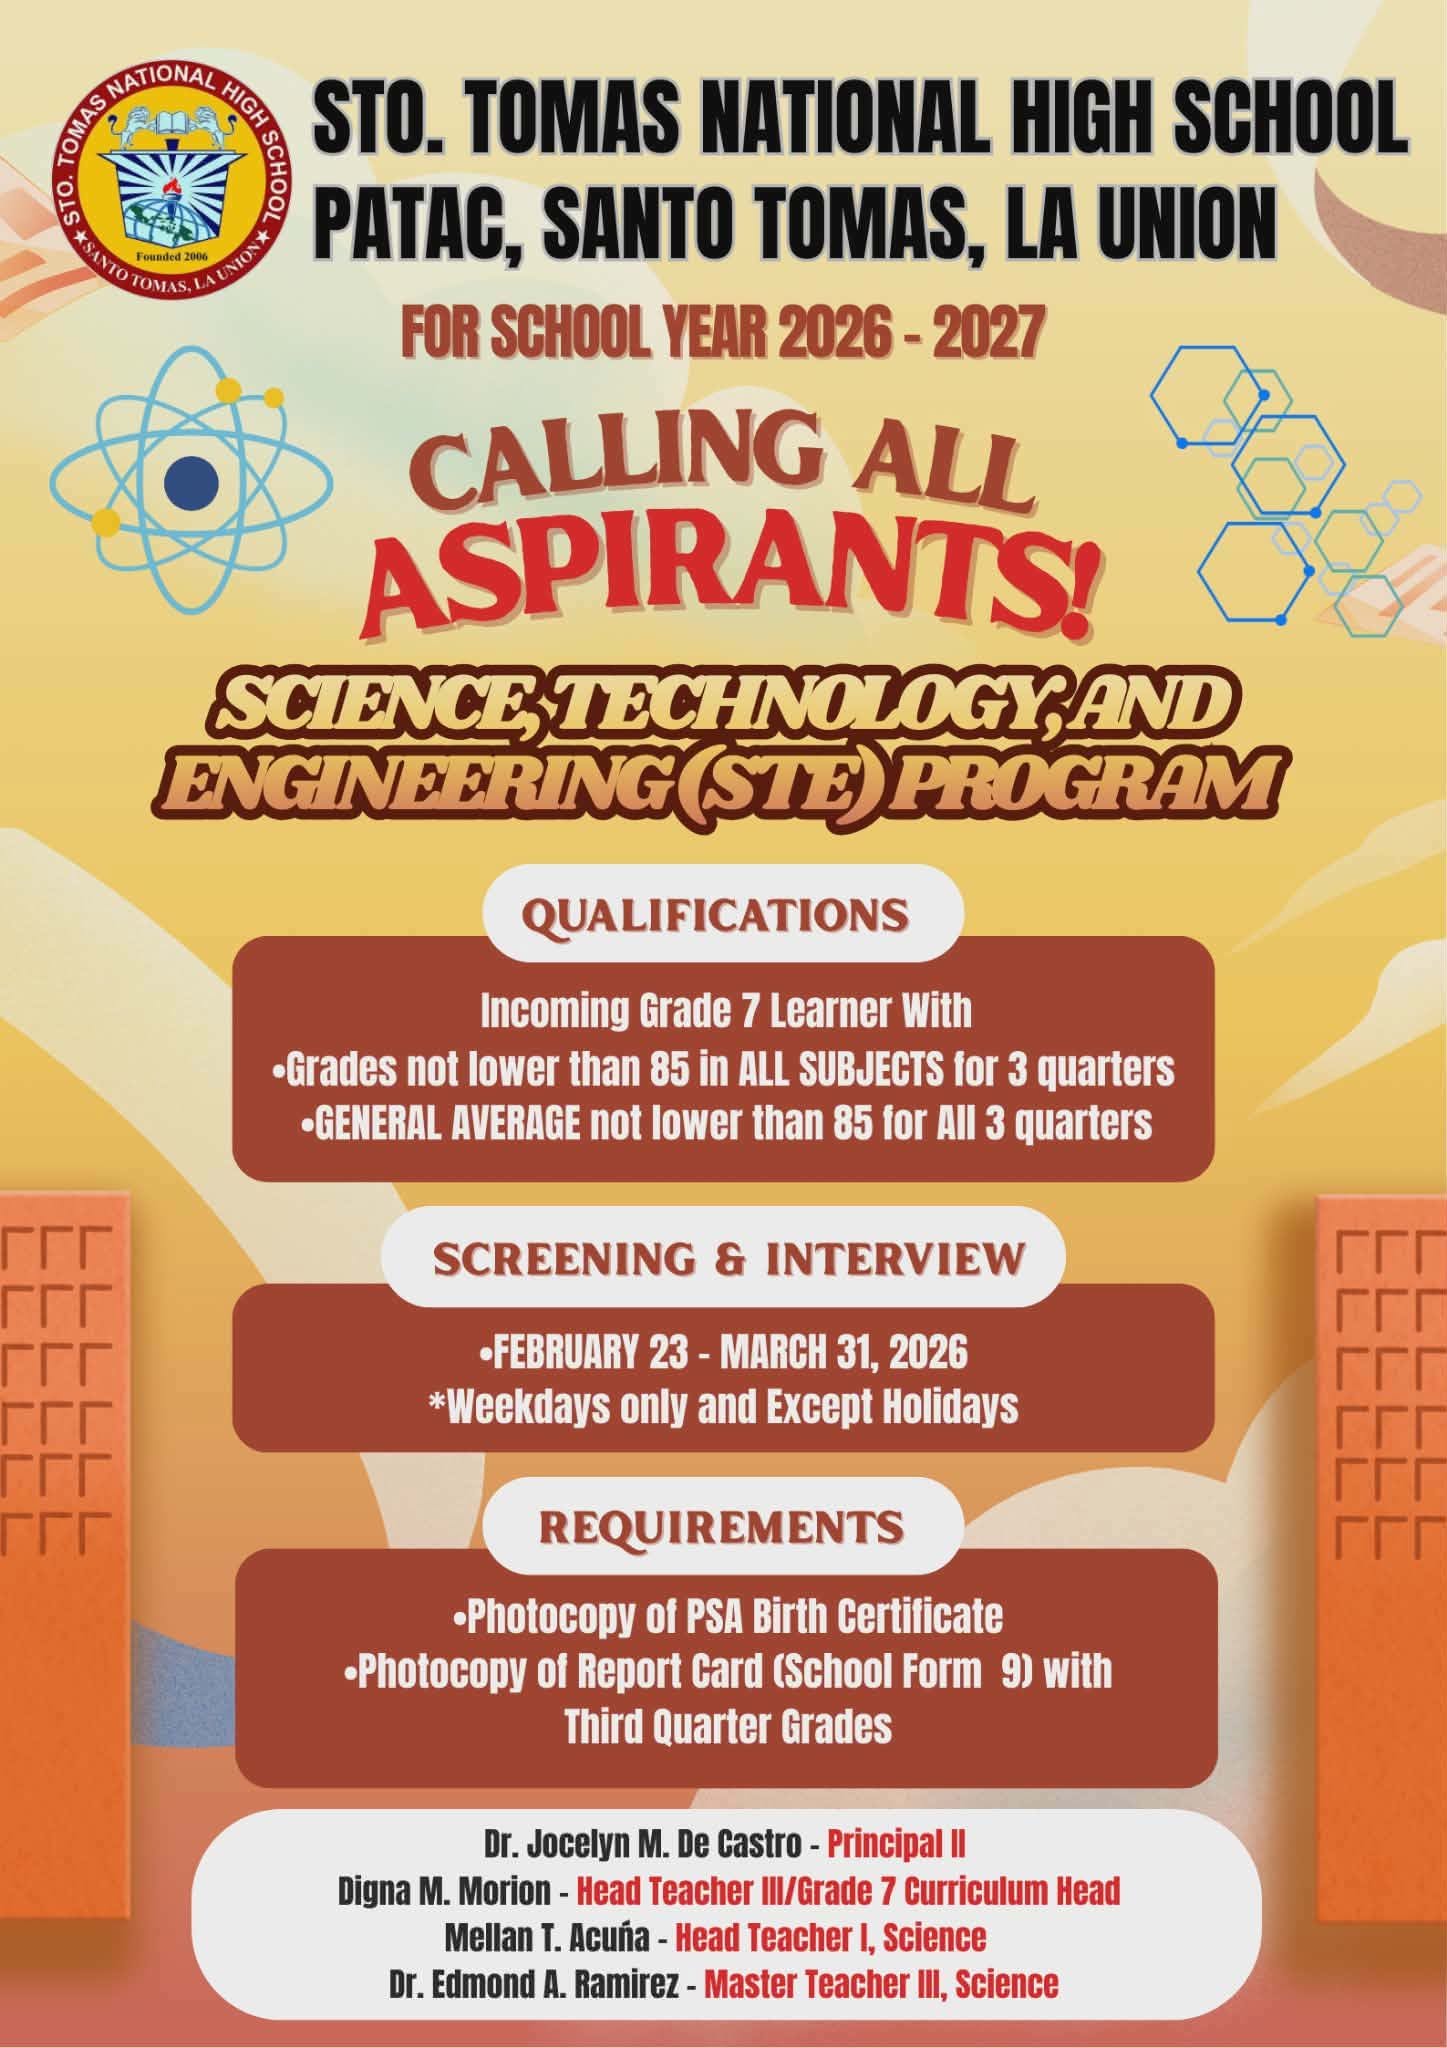 STO. TOMAS NATIONAL HIGH SCHOOL
SANTO TOMAS, LA UNION
Founded 2006
STO. TOMAS NATIONAL HIGH SCHOOL
PATAC, SANTO TOMAS, LA UNION
FOR SCHOOL YEAR 2026 - 2027
CALLING ALL
ASPIRANTS!
SCIENCE, TECHNOLOGY, AND
ENGINEERING (STE) PROGRAM
QUALIFICATIONS
Incoming Grade 7 Learner With
•Grades not lower than 85 in ALL SUBJECTS for 3 quarters
•GENERAL AVERAGE not lower than 85 for All 3 quarters
SCREENING & INTERVIEW
•FEBRUARY 23 - MARCH 31, 2026
*Weekdays only and Except Holidays
REQUIREMENTS
•Photocopy of PSA Birth Certificate
•Photocopy of Report Card (School Form 9) with
Third Quarter Grades
Dr. Jocelyn M. De Castro - Principal II
Digna M. Morion - Head Teacher III/Grade 7 Curriculum Head
Mellan T. Acuńa - Head Teacher I, Science
Dr. Edmond A. Ramirez - Master Teacher III, Science